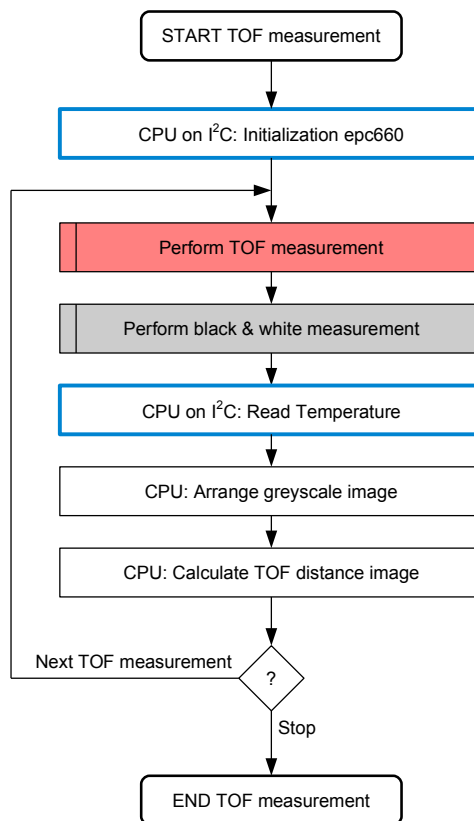 START TOF measurement
CPU on I²C: Initialization epc660
Perform TOF measurement
Perform black & white measurement
CPU on I²C: Read Temperature
CPU: Arrange greyscale image
CPU: Calculate TOF distance image
Next TOF measurement
?
Stop
END TOF measurement